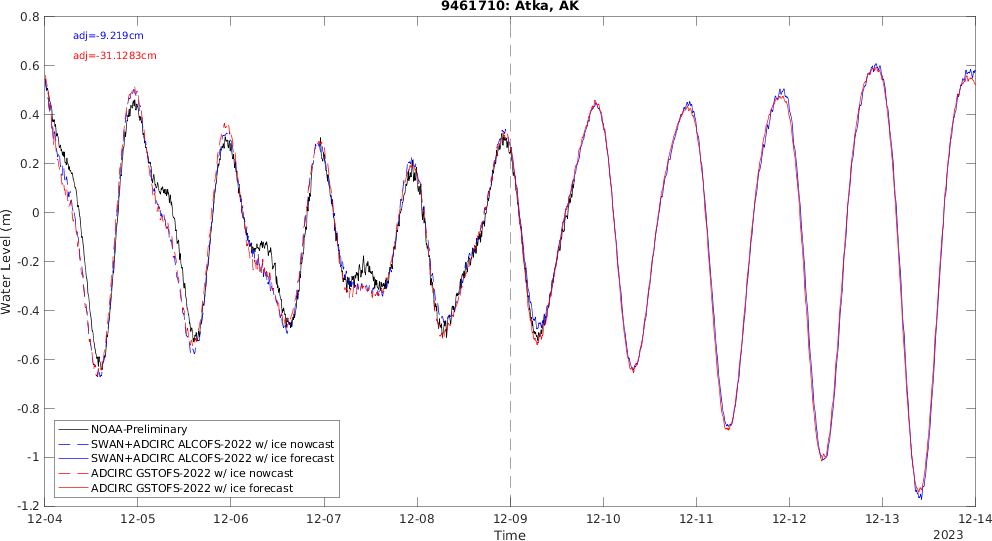 9461710: Atka, AK
adj=-9.219cm
adj=-31.1283cm
0.8
0.6
0.4
0.2
0
-0.2
-0.4
-0.6
-0.8
-1
-1.2
Water Level (m)
NOAA-Preliminary
SWAN+ADCIRC ALCOFS-2022 w/ ice nowcast
SWAN+ADCIRC ALCOFS-2022 w/ ice forecast
ADCIRC GSTOFS-2022 w/ ice nowcast
ADCIRC GSTOFS-2022 w/ ice forecast
12-04 12-05 12-06 12-07 12-08 12-09 12-10 12-11 12-12 12-13 12-14
Time
2023